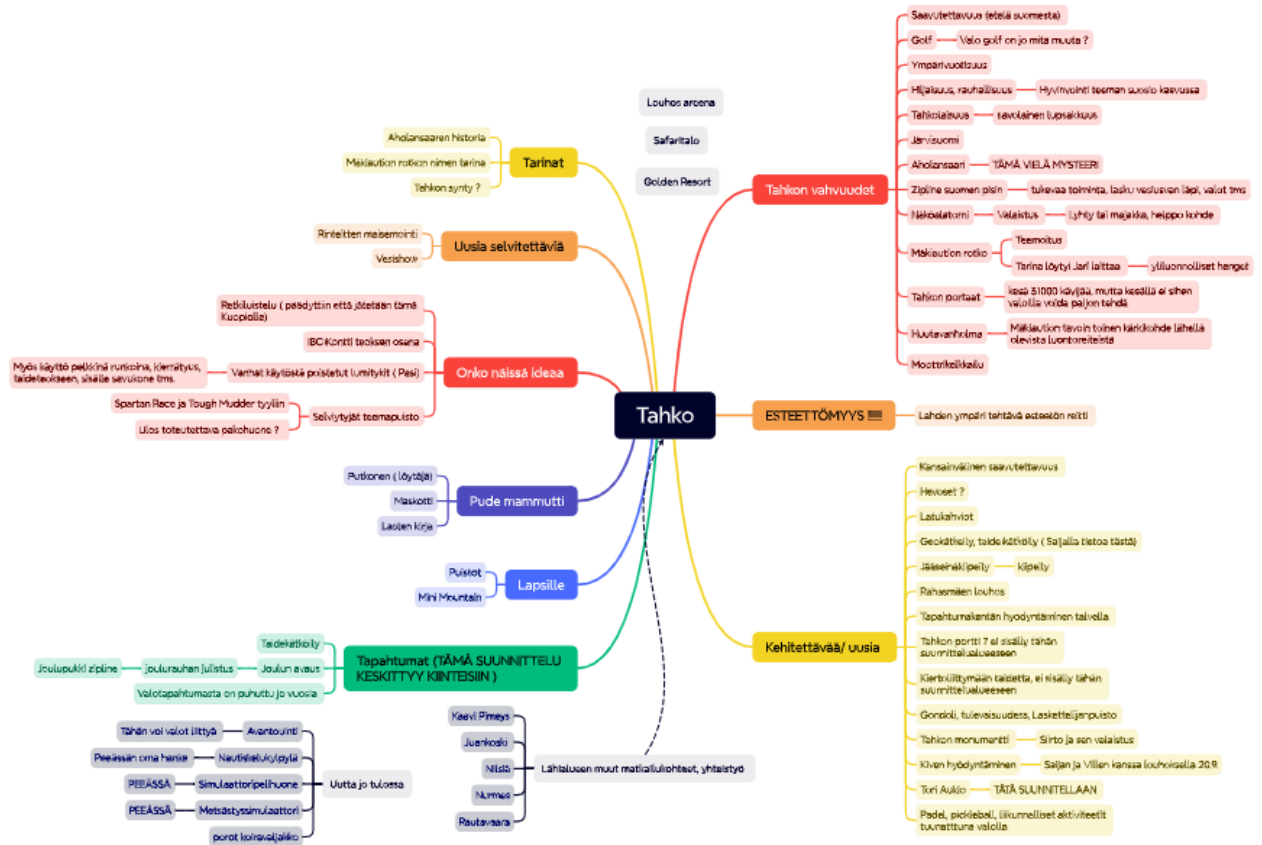 Tahko
Louhos areena
Safaritalo
Golden Resort
Tarinat
Aholansaaren historia
Mäkiaution rotkon nimen tarina
Tahkon synty ?
Uusia selvitettäviä
Rinteitten maisemointi
Vesishow
Onko näissä ideaa
Retkiluistelu ( päädyttiin että jätetään tämä
Kuopiolle)
IBC Kontti teoksen osana
Vanhat käytöstä poistetut lumitykit ( Pasi)
Myös käyttö pelkkinä runkoina, kierrätys,
taideteokseen, sisälle savukone tms.
Selviytyjät teemapuisto
Spartan Race ja Tough Mudder tyyliin
Ulos toteutettava pakohuone ?
Pude mammutti
Putkonen ( löytäjä)
Maskotti
Lasten kirja
Lapsille
Puistot
Mini Mountain
Tapahtumat (TÄMÄ SUUNNITTELU
KESKITTYY KIINTEISIIN )
Taidekätköily
Joulun avaus
joulurauhan julistus
Joulupukki zipline
Valotapahtumasta on puhuttu jo vuosia
Uutta jo tulossa
Avantouinti
Tähän voi valot liittyä
Nautiskelukylpylä
Peeässän oma hanke
Simulaattoripelihuone
PEEÄSSÄ
Metsästyssimulaattori
PEEÄSSÄ
porot koiravaljakko
Lähialueen muut matkailukohteet, yhteistyö
Kaavi Pimeys
Juankoski
Nilsiä
Nurmes
Rautavaara
Tahkon vahvuudet
Saavutettavuus (etelä suomesta)
Golf
Valo golf on jo mitä muuta ?
Ympärivuotisuus
Hiljaisuus, rauhallisuus
Hyvinvointi teeman suosio kasvussa
Tahkolaisuus
savolainen lupsakkuus
Järvisuomi
Aholansaari
TÄMÄ VIELÄ MYSTEERI
Zipline suomen pisin
tukevaa toiminta, lasku vesiusvan läpi, valot tms
Näköalatorni
Valaistus
Lyhty tai majakka, helppo kohde
Mäkiaution rotko
Teemoitus
Tarina löytyi Jari laittaa
yliluonnolliset henget
Tahkon portaat
kesä 31000 kävijää, mutta kesällä ei siihen
valoilla voida paljon tehdä
Huutavanholma
Mäkiaution tavoin toinen kärkikohde lähellä
olevista luontoreiteistä
Moottrikelkkailu
ESTEETTÖMYYS !!!!
Lahden ympäri tehtävä esteetön reitti
Kehitettävää/ uusia
Kansainvälinen saavutettavuus
Hevoset ?
Latukahviot
Geokätkeily, taide kätköily ( Saijalla tietoa tästä)
Jääseinäkiipeily
kiipeily
Rahasmäen louhos
Tapahtumakentän hyödyntäminen talvella
Tahkon portti ? ei sisälly tähän
suunnittelualueeseen
Kiertoliittymään taidetta, ei sisälly tähän
suunnittelualueeseen
Gondoli, tulevaisuudess, Laskettelijanpuisto
Tahkon monumentti
Siirto ja sen valaistus
Kiven hyödyntäminen
Saijan ja Villen kanssa louhoksella 20.9.
Tori Aukio
TÄTÄ SUUNNITELLAAN
Padel, pickleball, liikunnalliset aktiviteetit
tuunattuna valolla